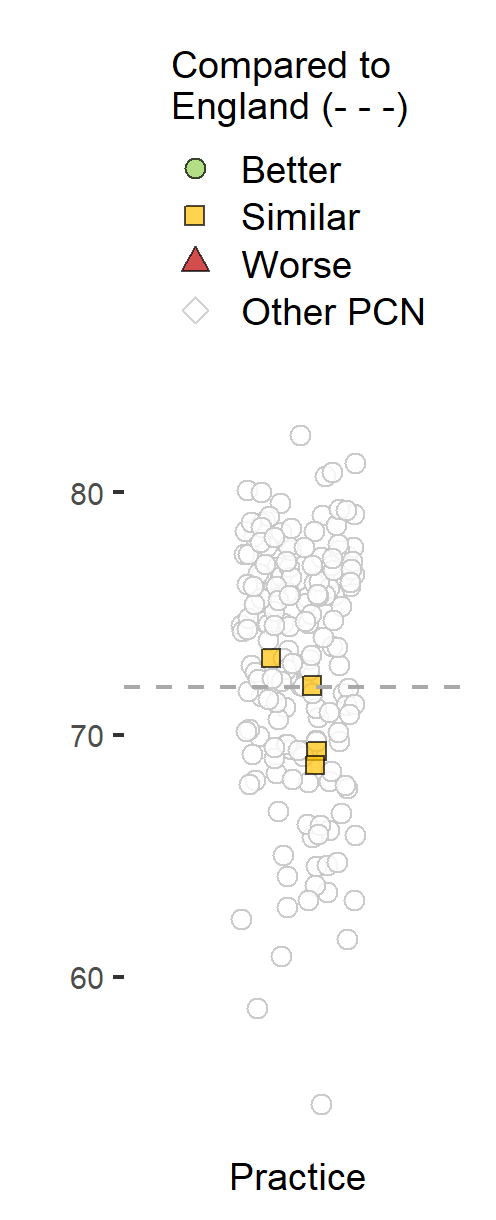 Compared to
England (- - -)
Better
Similar
Worse
Other PCN
80
70
60
Practice